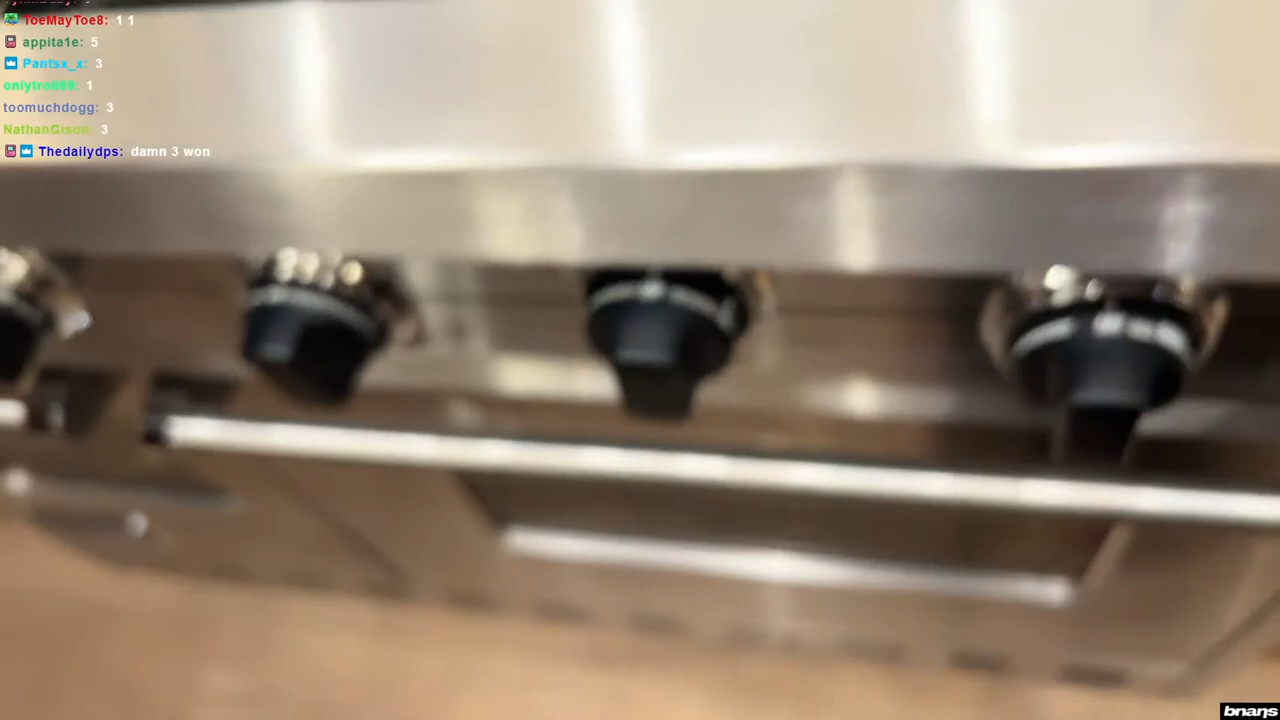 ToeMayToe8: 1 1
appita1e: 5
Pantsx_x: 3
onlytroll69: 1
toomuchdogg: 3
NathanGison: 3
Thedailydps: damn 3 won
bnans